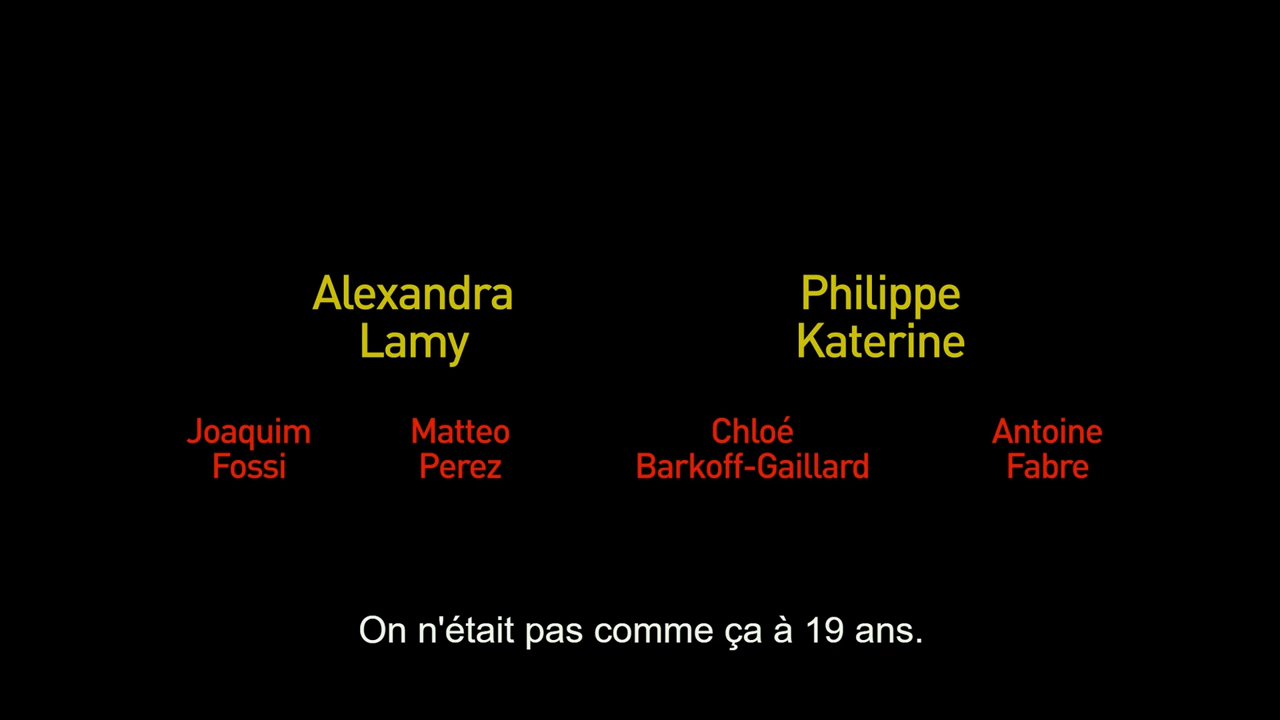 Alexandra
Lamy
Philippe
Katerine
Joaquim
Fossi
Matteo
Perez
Chloé
Barkoff-Gaillard
Antoine
Fabre
On n'était pas comme ça à 19 ans.